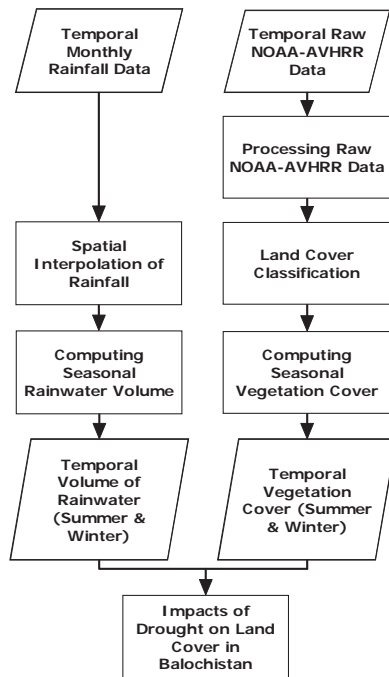 Temporal
Monthly
Rainfall Data
Temporal Raw
NOAA-AVHRR
Data
Processing Raw
NOAA-AVHRR Data
Spatial
Interpolation of
Rainfall
Land Cover
Classification
Computing
Seasonal
Rainwater Volume
Computing
Seasonal
Vegetation Cover
Temporal
Volume of
Rainwater
(Summer &
Winter)
Temporal
Vegetation
Cover (Summer
& Winter)
Impacts of
Drought on Land
Cover in
Balochistan